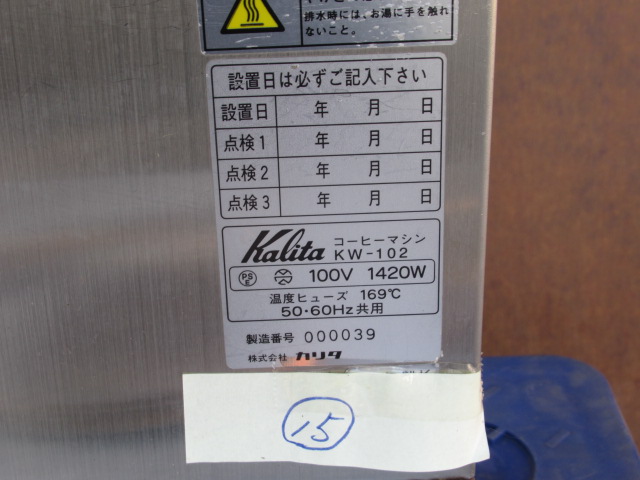 排水時には、お湯に手を触れ
ないこと。
設置日は必ずご記入下さい
設置日 年 月 日
点検1 年 月 日
点検2 年 月 日
点検3 年 月 日
Kalita コーヒーマシン
KW-102
PSE 100V 1420W
温度ヒューズ 169℃
50・60Hz共用
製造番号 000039
株式会社 カリタ
15